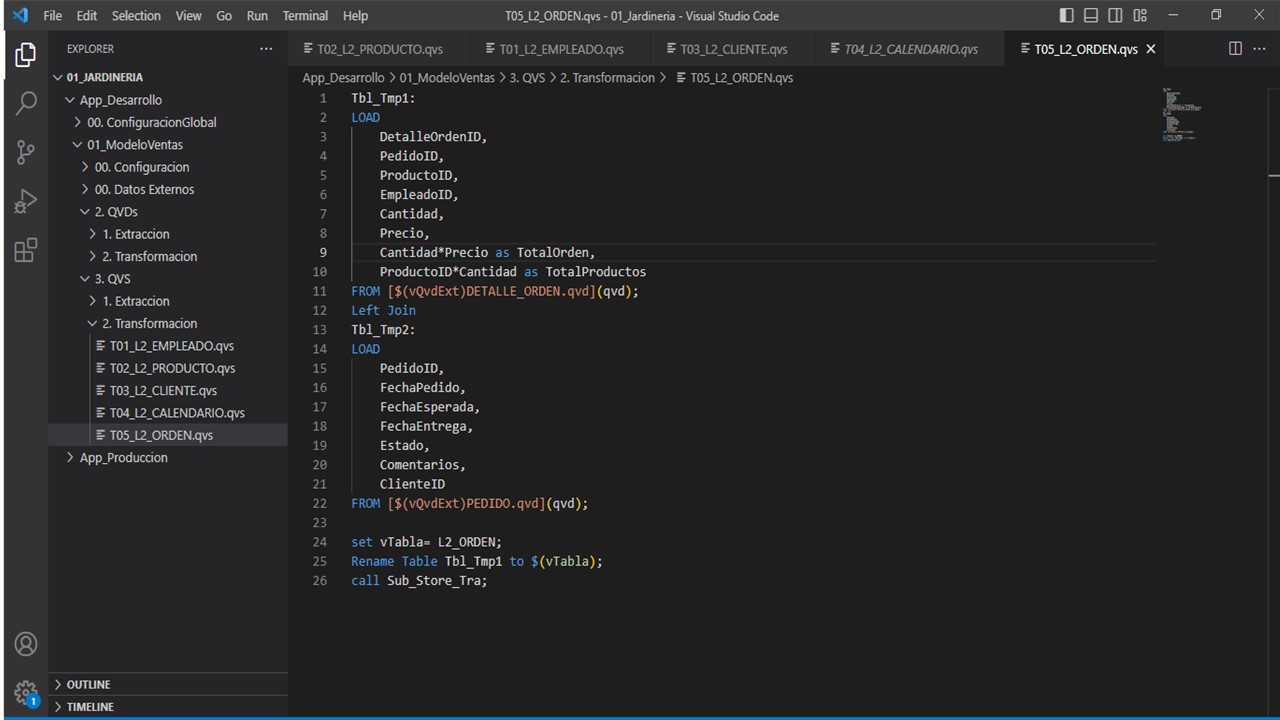 File Edit Selection View Go Run Terminal Help T05_L2_ORDEN.qvs - 01_Jardineria - Visual Studio Code
EXPLORER ···
01_JARDINERIA
App_Desarrollo
00. ConfiguracionGlobal
01_ModeloVentas
00. Configuracion
00. Datos Externos
2. QVDs
1. Extraccion
2. Transformacion
3. QVS
1. Extraccion
2. Transformacion
T01_L2_EMPLEADO.qvs
T02_L2_PRODUCTO.qvs
T03_L2_CLIENTE.qvs
T04_L2_CALENDARIO.qvs
T05_L2_ORDEN.qvs
App_Produccion
OUTLINE
TIMELINE
1
T02_L2_PRODUCTO.qvs T01_L2_EMPLEADO.qvs T03_L2_CLIENTE.qvs T04_L2_CALENDARIO.qvs T05_L2_ORDEN.qvs
App_Desarrollo > 01_ModeloVentas > 3. QVS > 2. Transformacion > T05_L2_ORDEN.qvs
1 Tbl_Tmp1:
2 LOAD
3 DetalleOrdenID,
4 PedidoID,
5 ProductoID,
6 EmpleadoID,
7 Cantidad,
8 Precio,
9 Cantidad*Precio as TotalOrden,
10 ProductoID*Cantidad as TotalProductos
11 FROM [$(vQvdExt)DETALLE_ORDEN.qvd](qvd);
12 Left Join
13 Tbl_Tmp2:
14 LOAD
15 PedidoID,
16 FechaPedido,
17 FechaEsperada,
18 FechaEntrega,
19 Estado,
20 Comentarios,
21 ClienteID
22 FROM [$(vQvdExt)PEDIDO.qvd](qvd);
23
24 set vTabla= L2_ORDEN;
25 Rename Table Tbl_Tmp1 to $(vTabla);
26 call Sub_Store_Tra;